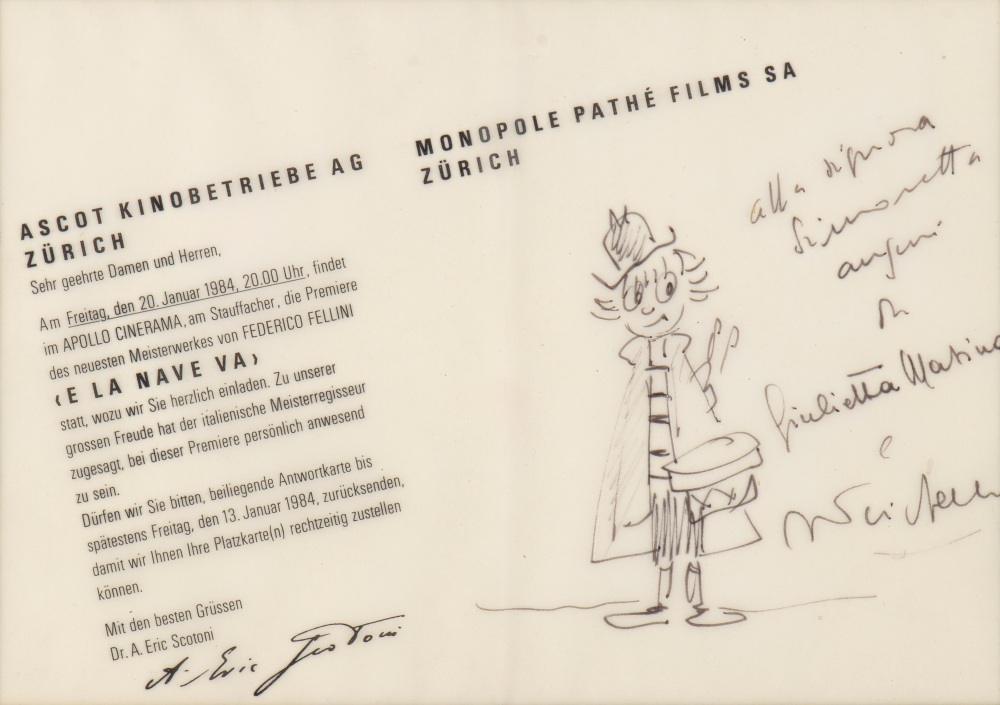 ASCOT KINOBETRIEBE AG
ZÜRICH
Sehr geehrte Damen und Herren,
Am Freitag, den 20. Januar 1984, 20.00 Uhr, findet
im APOLLO CINERAMA, am Stauffacher, die Premiere
des neuesten Meisterwerkes von FEDERICO FELLINI
‹E LA NAVE VA›
statt, wozu wir Sie herzlich einladen. Zu unserer
grossen Freude hat der italienische Meisterregisseur
zugesagt, bei dieser Premiere persönlich anwesend
zu sein.
Dürfen wir Sie bitten, beiliegende Antwortkarte bis
spätestens Freitag, den 13. Januar 1984, zurücksenden,
damit wir Ihnen Ihre Platzkarte(n) rechtzeitig zustellen
können.
Mit den besten Grüssen
Dr. A. Eric Scotoni
A. Eric Scotoni
MONOPOLE PATHÉ FILMS SA
ZÜRICH
alla signora
Simonetta
auguri
di
Giulietta Masina
e